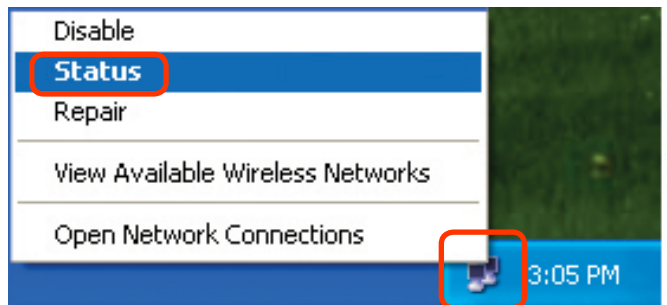 Disable
Status
Repair
View Available Wireless Networks
Open Network Connections
3:05 PM